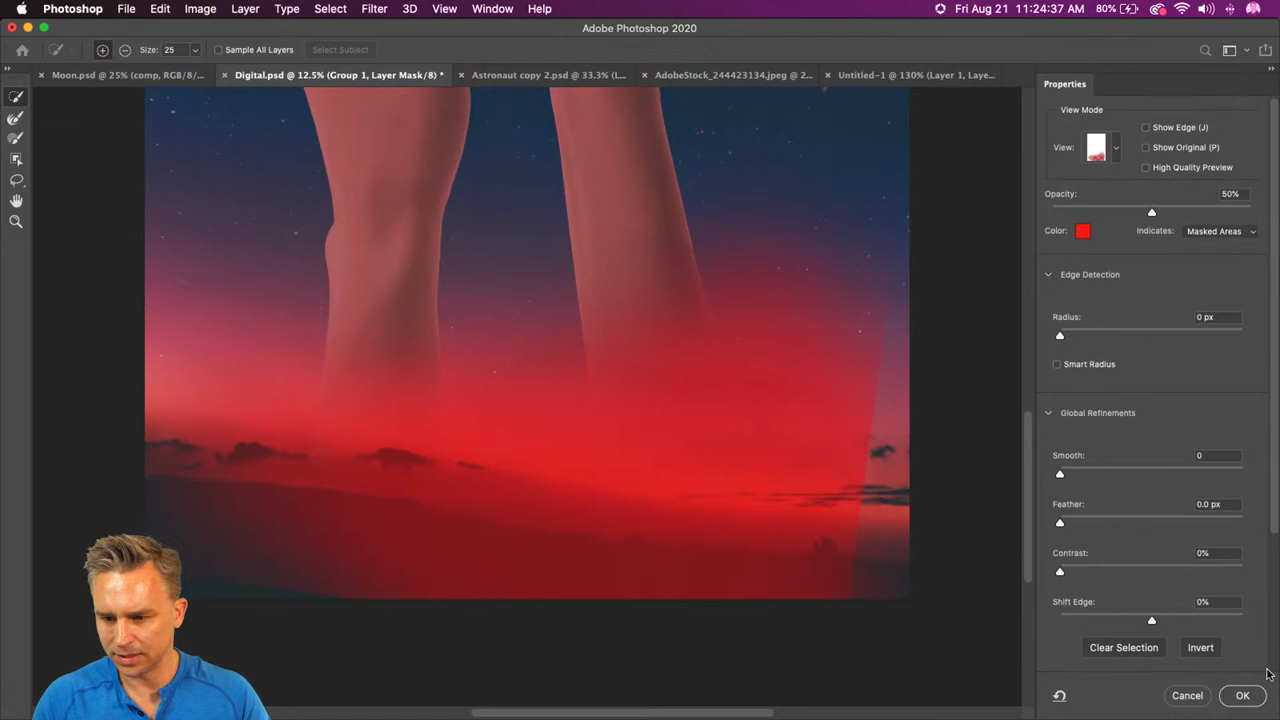 Photoshop File Edit Image Layer Type Select Filter 3D View Window Help Fri Aug 21 11:24:37 AM 80%
Adobe Photoshop 2020
Size: 25 Sample All Layers Select Subject
Moon.psd @ 25% (comp, RGB/8/... Digital.psd @ 12.5% (Group 1, Layer Mask/8) * Astronaut copy 2.psd @ 33.3% (L... AdobeStock_244423134.jpeg @ 2... Untitled-1 @ 130% (Layer 1, Laye...
Properties
View Mode
Show Edge (J)
View: Show Original (P)
High Quality Preview
Opacity: 50%
Color: Indicates: Masked Areas
Edge Detection
Radius: 0 px
Smart Radius
Global Refinements
Smooth: 0
Feather: 0.0 px
Contrast: 0%
Shift Edge: 0%
Clear Selection Invert
Cancel OK